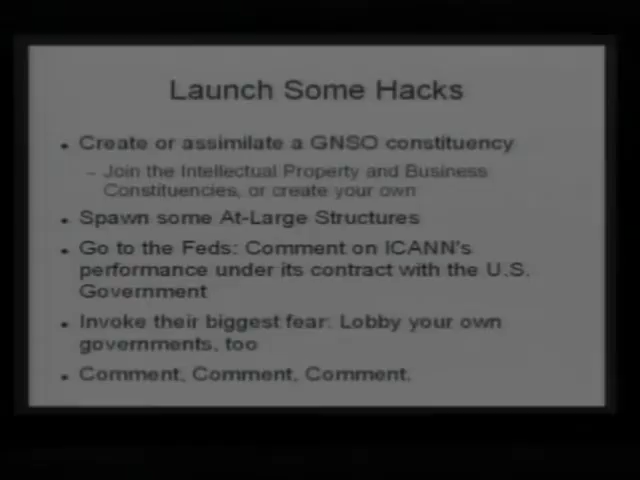 Launch Some Hacks
• Create or assimilate a GNSO constituency
– Join the Intellectual Property and Business
Constituencies, or create your own
• Spawn some At-Large Structures
• Go to the Feds: Comment on ICANN's
performance under its contract with the U.S.
Government
• Invoke their biggest fear: Lobby your own
governments, too
• Comment, Comment, Comment.